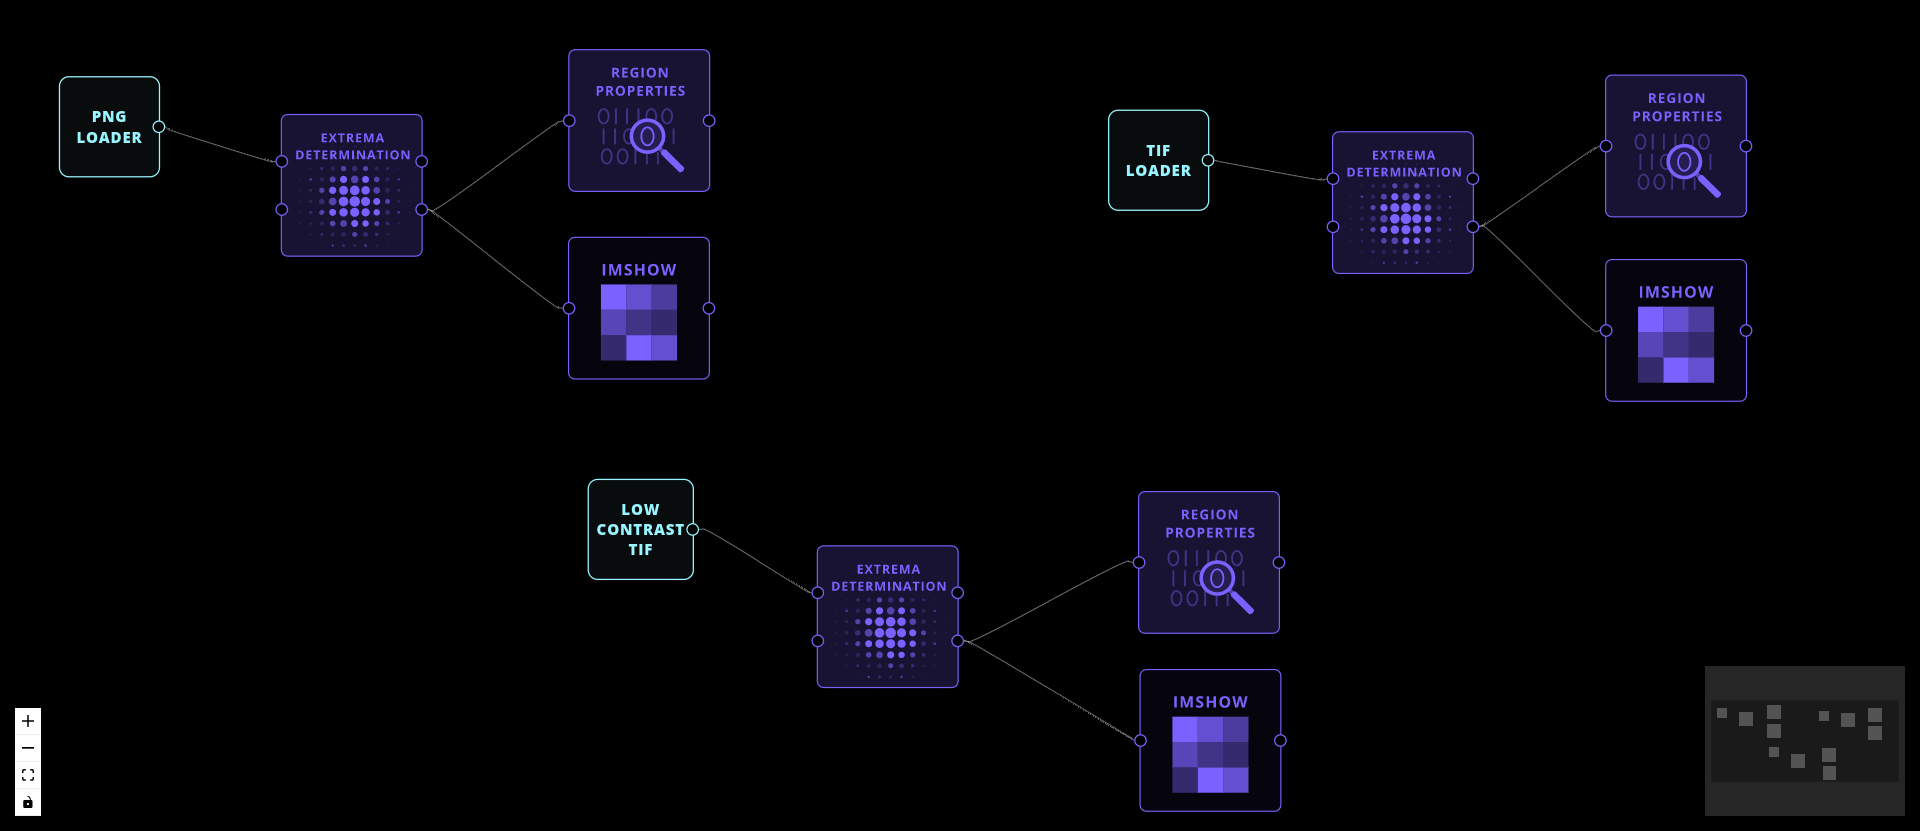 PNG
LOADER
EXTREMA
DETERMINATION
REGION
PROPERTIES
IMSHOW
TIF
LOADER
EXTREMA
DETERMINATION
REGION
PROPERTIES
IMSHOW
LOW
CONTRAST
TIF
EXTREMA
DETERMINATION
REGION
PROPERTIES
IMSHOW